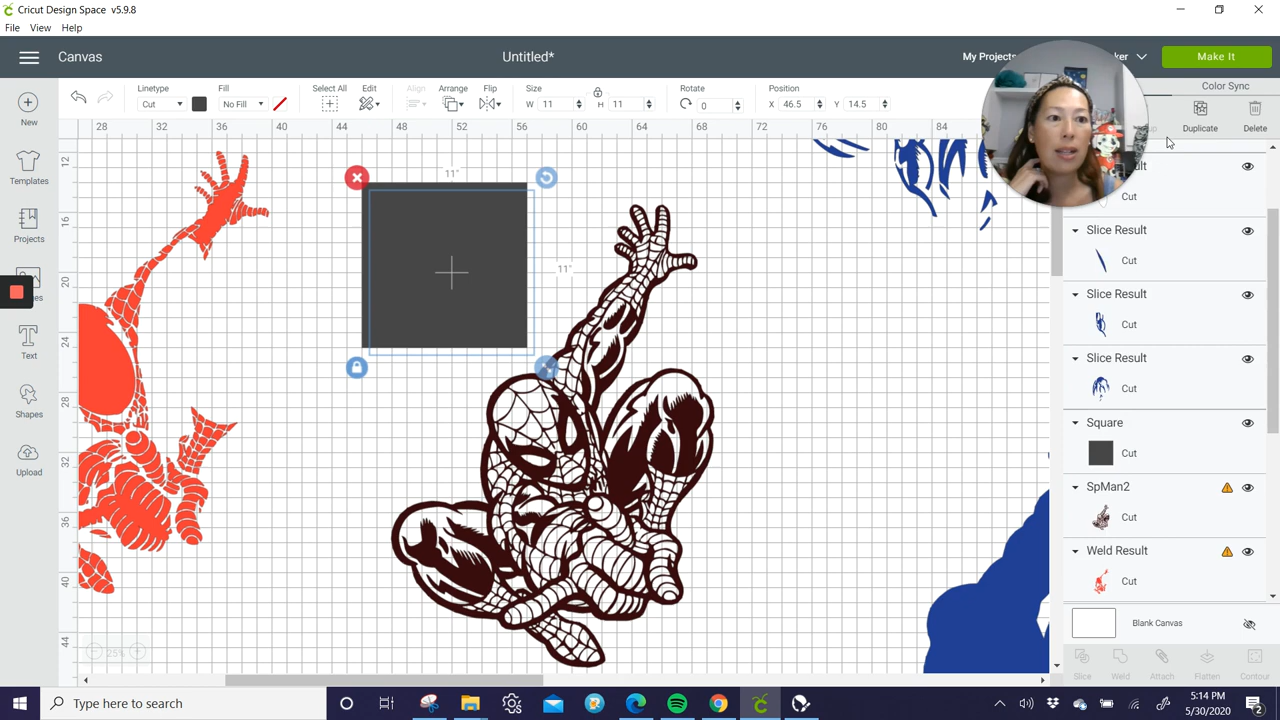 Cricut Design Space v5.9.8
File View Help
Canvas
Untitled*
My Projects
Make It
Linetype
Cut
Fill
No Fill
Select All
Edit
Align
Arrange
Flip
Size
W 11
H 11
Rotate
0
Position
X 46.5
Y 14.5
Color Sync
Duplicate
Delete
28 32 36 40 44 48 52 56 60 64 68 72 76 80 84
12
16
20
24
28
32
36
40
44
New
Templates
Projects
Text
Shapes
Upload
11"
11"
Cut
Slice Result
Cut
Slice Result
Cut
Slice Result
Cut
Square
Cut
SpMan2
Cut
Weld Result
Cut
Blank Canvas
25%
Slice
Weld
Attach
Flatten
Contour
Type here to search
5:14 PM
5/30/2020
2